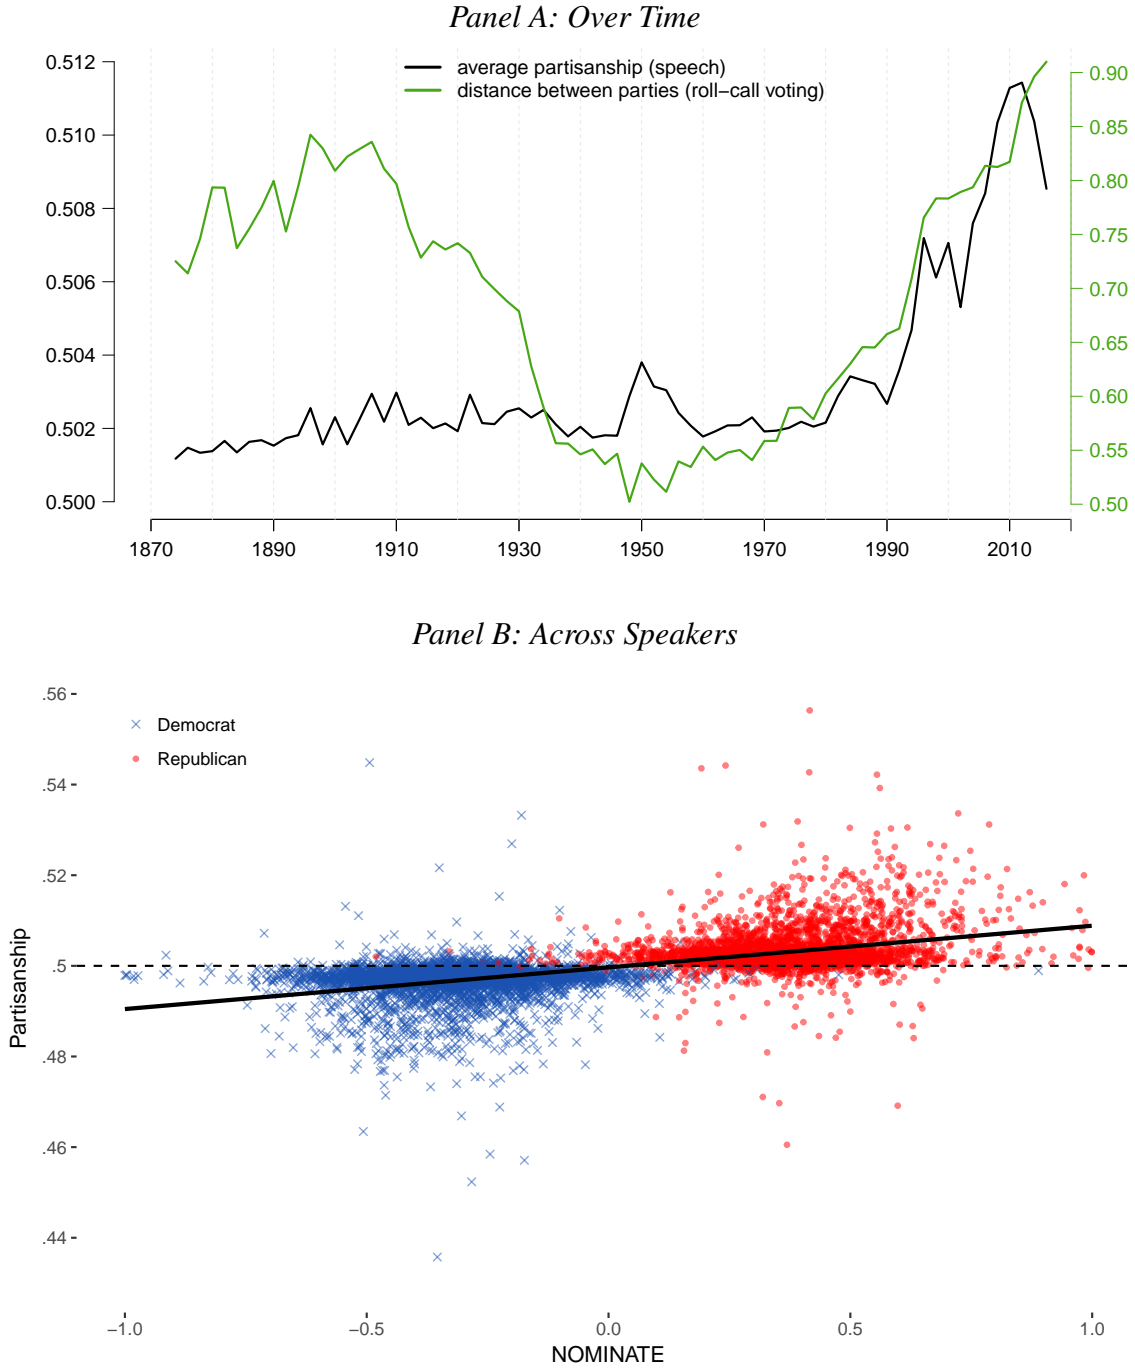 Panel A: Over Time
average partisanship (speech)
distance between parties (roll−call voting)
0.512
0.510
0.508
0.506
0.504
0.502
0.500
0.90
0.85
0.80
0.75
0.70
0.65
0.60
0.55
0.50
1870 1890 1910 1930 1950 1970 1990 2010
Panel B: Across Speakers
Democrat
Republican
.56
.54
.52
.5
.48
.46
.44
Partisanship
−1.0 −0.5 0.0 0.5 1.0
NOMINATE